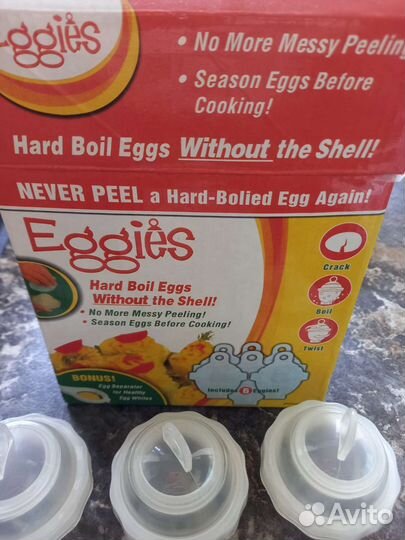 Eggies
• No More Messy Peeling
• Season Eggs Before
Cooking!
Hard Boil Eggs Without the Shell!
NEVER PEEL a Hard-Bolied Egg Again!
Eggies
Hard Boil Eggs
Without the Shell!
• No More Messy Peeling!
• Season Eggs Before Cooking!
Crack
Boil
Twist
BONUS!
Egg Separator
for Healthy
Egg Whites
Includes 6 Eggies!
Avito